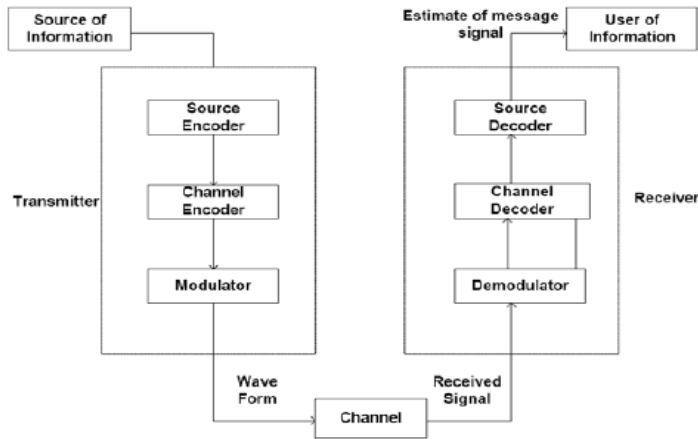 Source of
Information
Estimate of message
signal
User of
Information
Source
Encoder
Source
Decoder
Transmitter
Channel
Encoder
Channel
Decoder
Receiver
Modulator
Demodulator
Wave
Form
Received
Signal
Channel